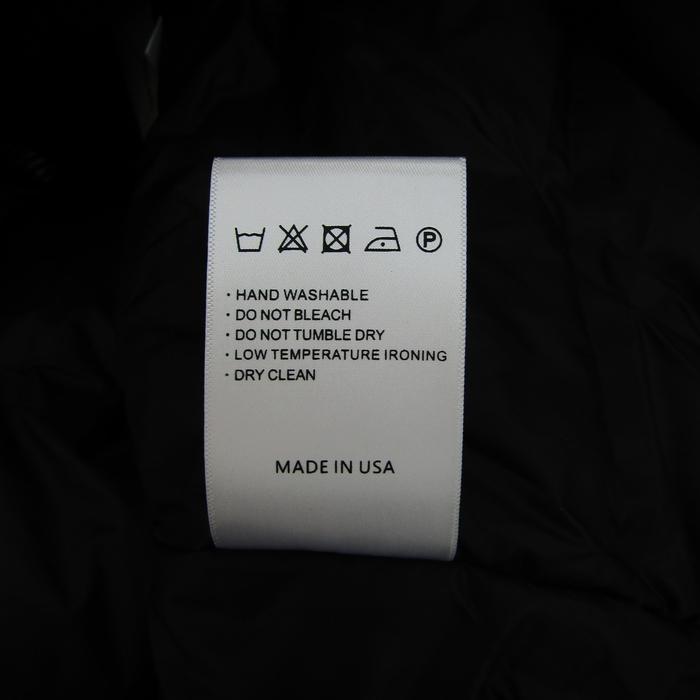 P
· HAND WASHABLE
· DO NOT BLEACH
· DO NOT TUMBLE DRY
· LOW TEMPERATURE IRONING
· DRY CLEAN
MADE IN USA